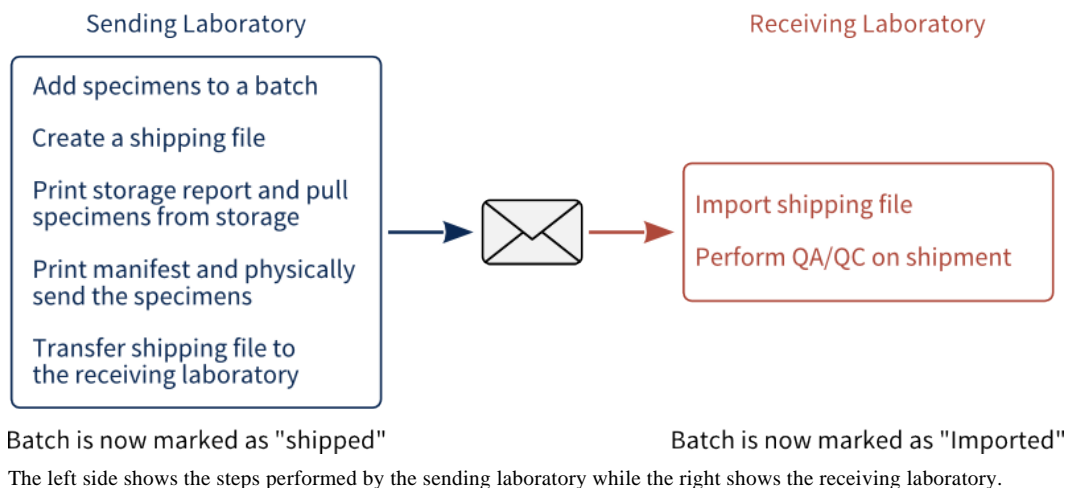 Sending Laboratory
Add specimens to a batch
Create a shipping file
Print storage report and pull
specimens from storage
Print manifest and physically
send the specimens
Transfer shipping file to
the receiving laboratory
Batch is now marked as "shipped"
Receiving Laboratory
Import shipping file
Perform QA/QC on shipment
Batch is now marked as "Imported"
The left side shows the steps performed by the sending laboratory while the right shows the receiving laboratory.